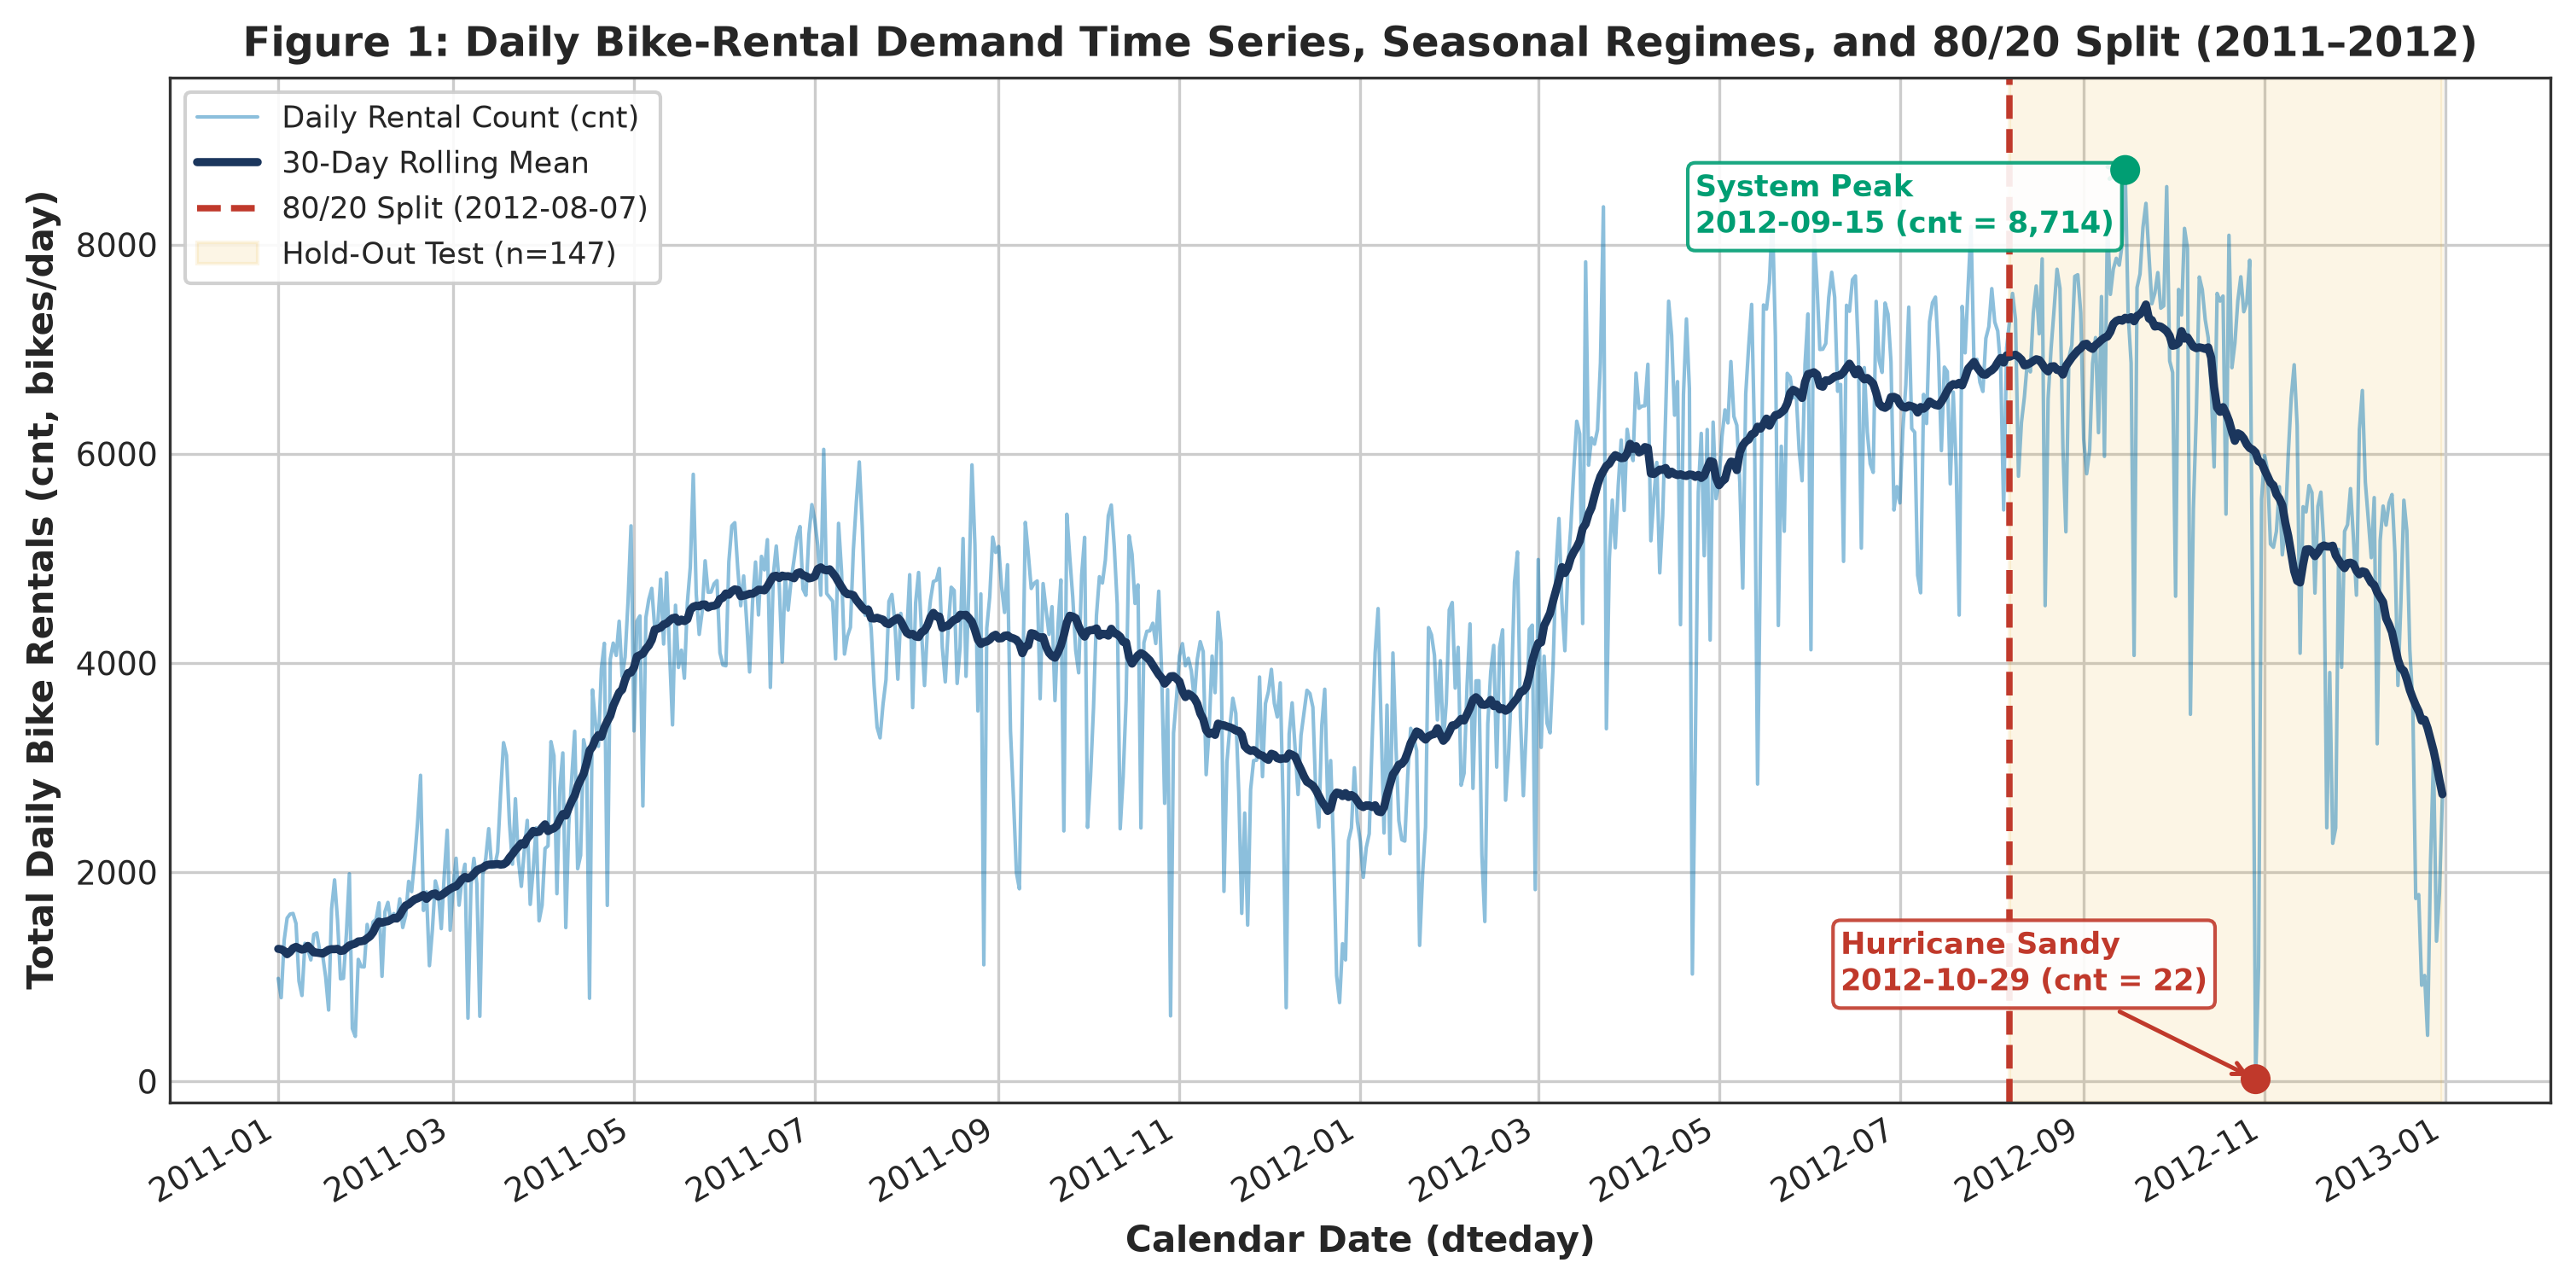 Figure 1: Daily Bike-Rental Demand Time Series, Seasonal Regimes, and 80/20 Split (2011–2012)
Daily Rental Count (cnt)
30-Day Rolling Mean
80/20 Split (2012-08-07)
Hold-Out Test (n=147)
System Peak
2012-09-15 (cnt = 8,714)
Hurricane Sandy
2012-10-29 (cnt = 22)
Total Daily Bike Rentals (cnt, bikes/day)
8000
6000
4000
2000
0
2011-01
2011-03
2011-05
2011-07
2011-09
2011-11
2012-01
2012-03
2012-05
2012-07
2012-09
2012-11
2013-01
Calendar Date (dteday)